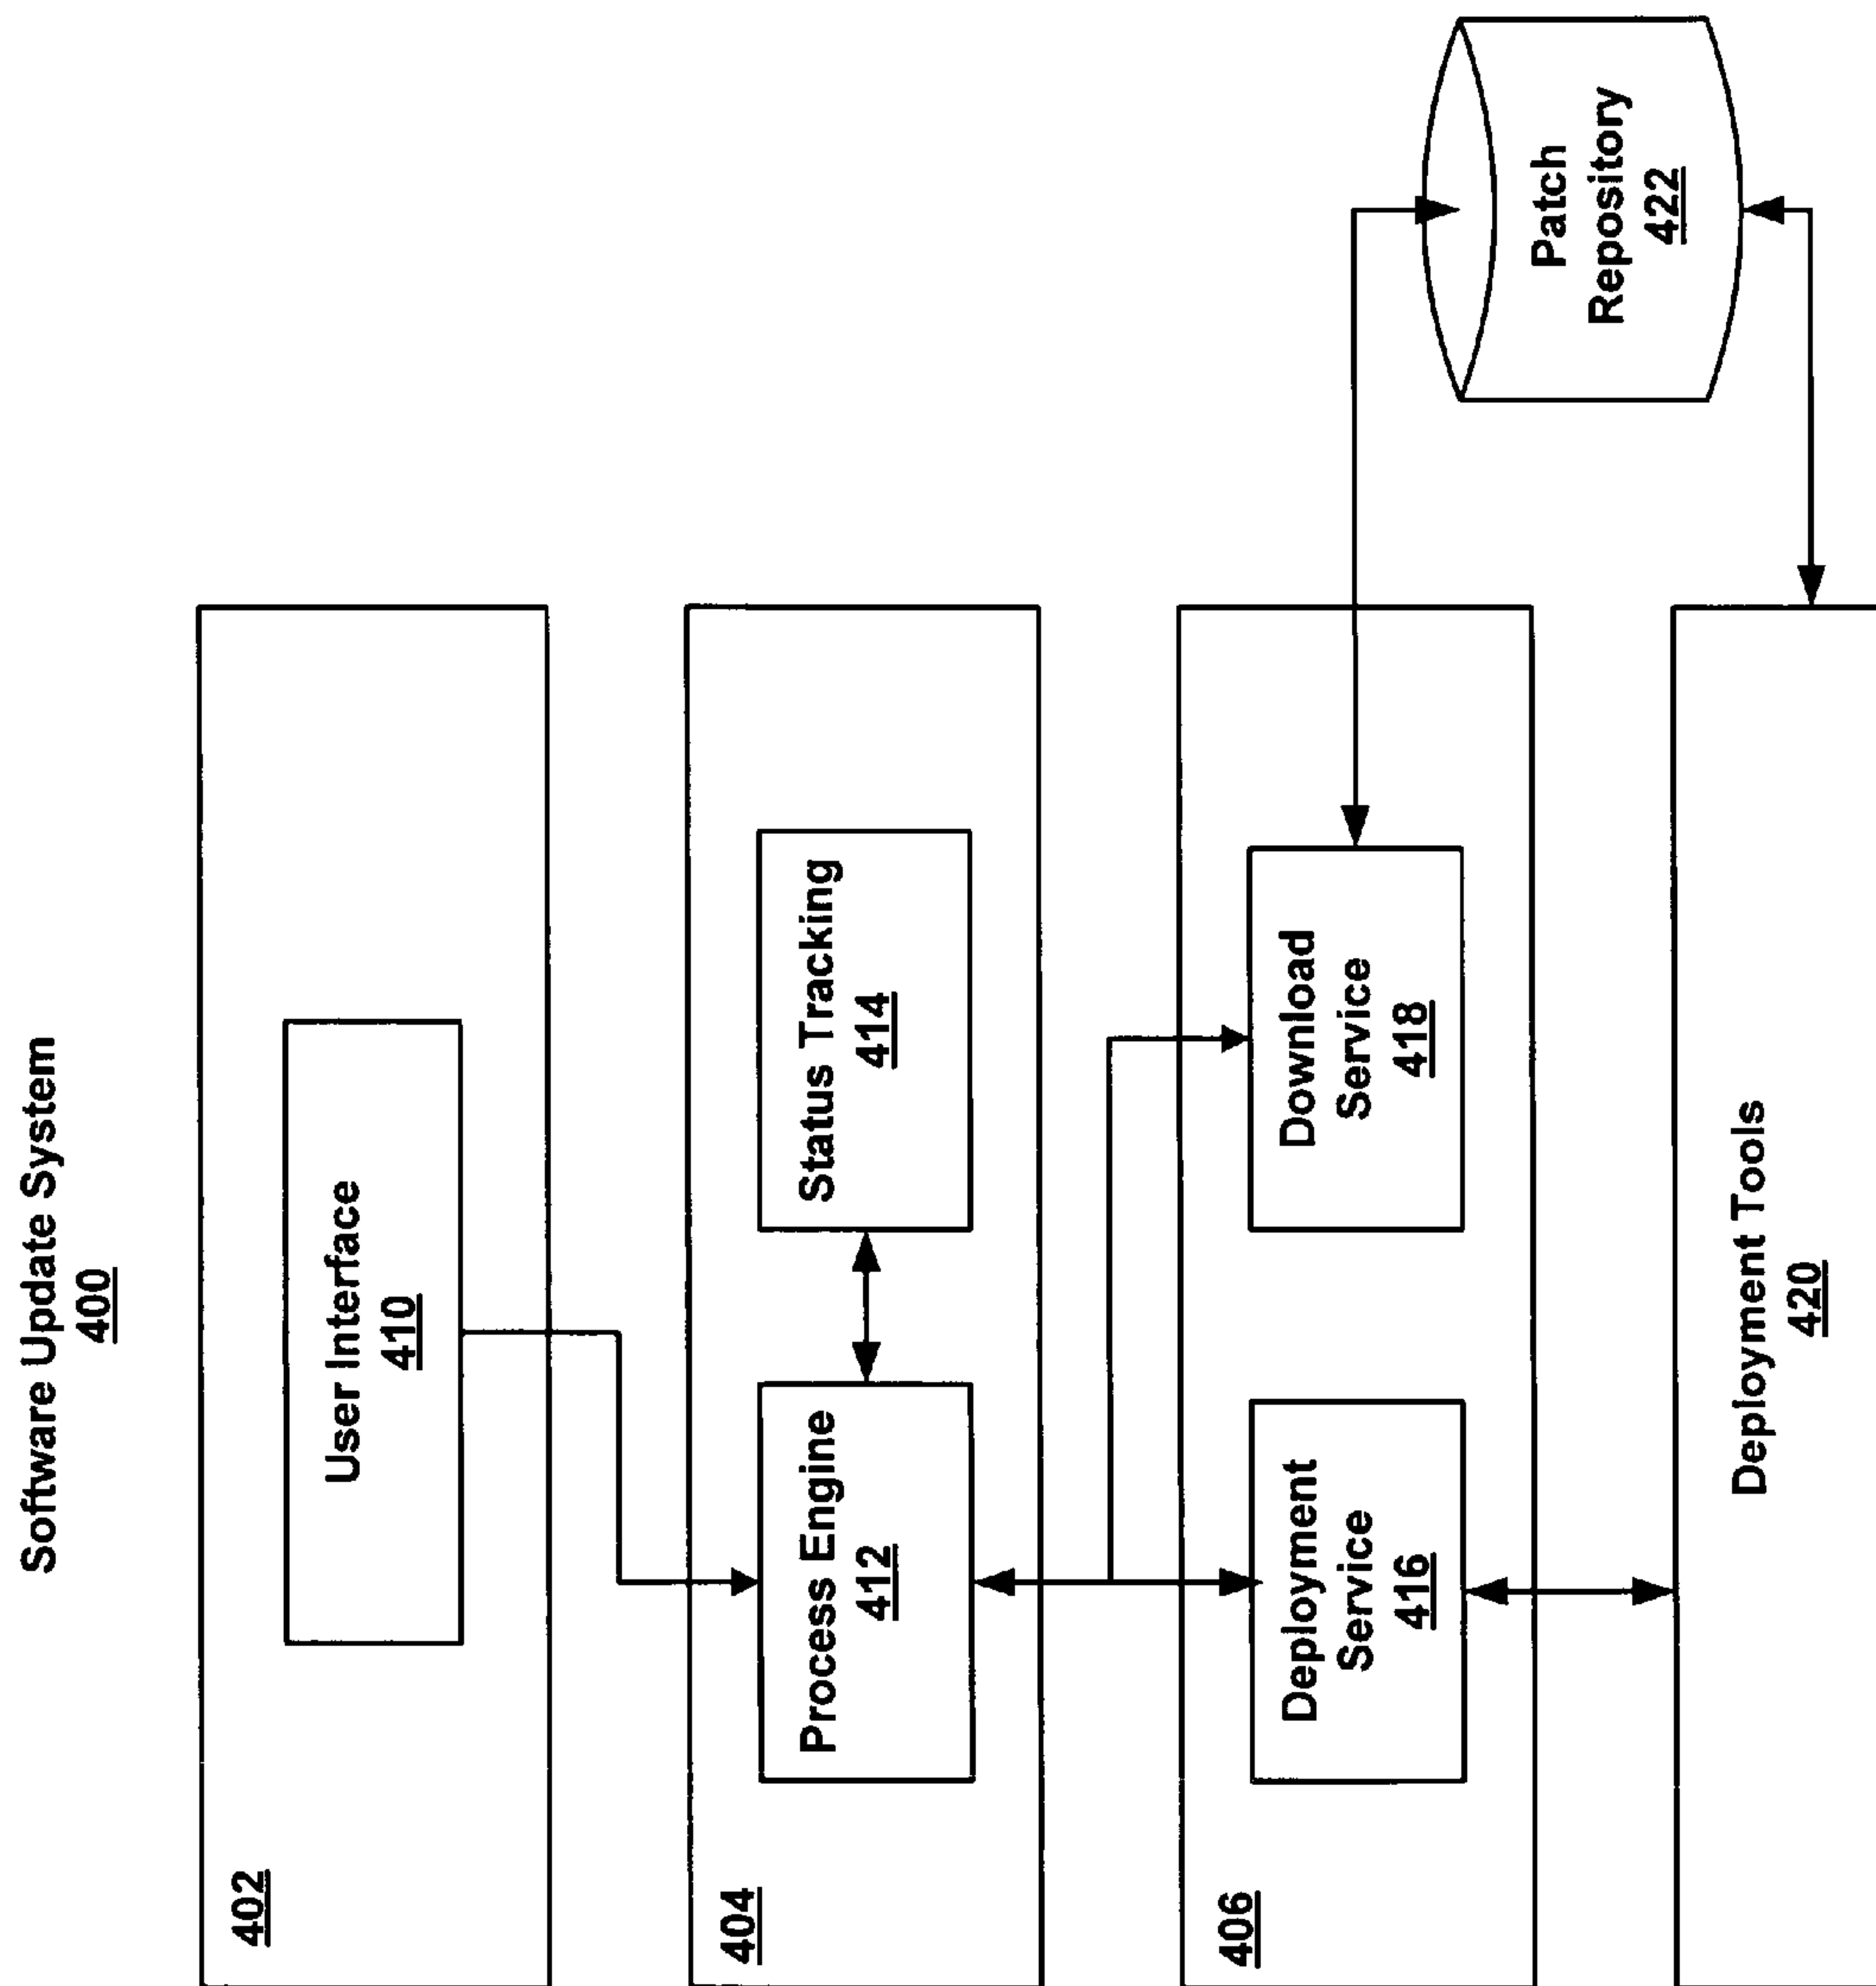 Software Update System
400
402
User Interface
410
404
Process Engine
412
Status Tracking
414
406
Deployment
Service
416
Download
Service
418
Deployment Tools
420
Patch
Repository
422